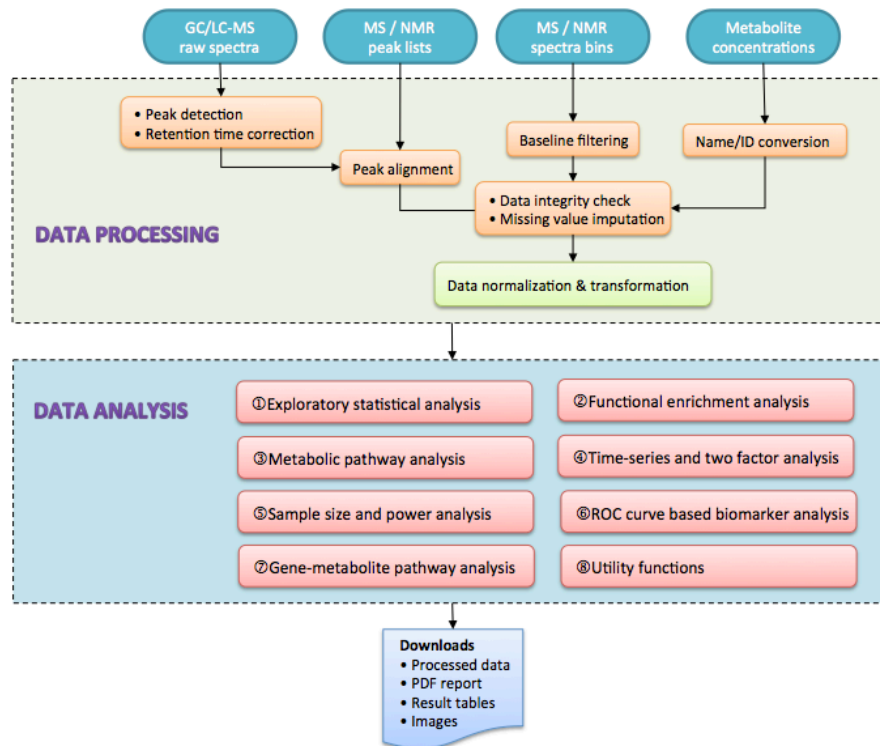 GC/LC-MS
raw spectra
MS / NMR
peak lists
MS / NMR
spectra bins
Metabolite
concentrations
• Peak detection
• Retention time correction
Baseline filtering
Name/ID conversion
Peak alignment
• Data integrity check
• Missing value imputation
DATA PROCESSING
Data normalization & transformation
DATA ANALYSIS
①Exploratory statistical analysis
②Functional enrichment analysis
③Metabolic pathway analysis
④Time-series and two factor analysis
⑤Sample size and power analysis
⑥ROC curve based biomarker analysis
⑦Gene-metabolite pathway analysis
⑧Utility functions
Downloads
• Processed data
• PDF report
• Result tables
• Images